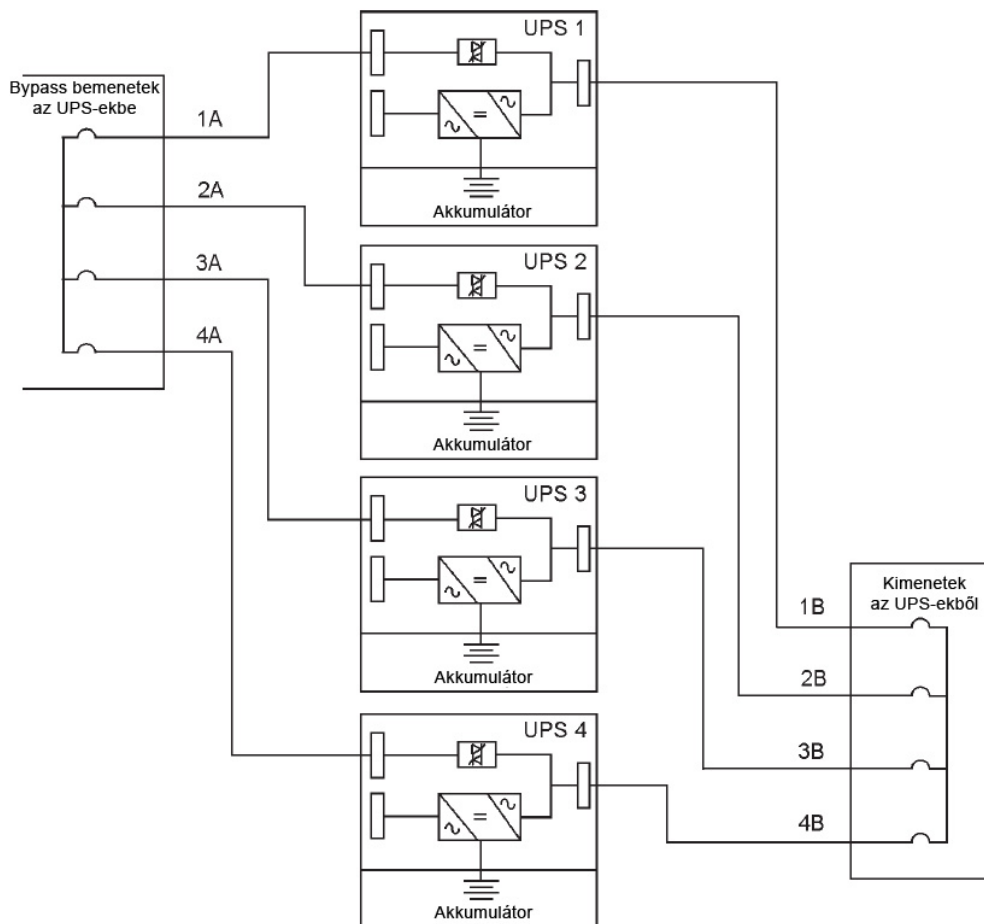 Bypass bemenetek
az UPS-ekbe
1A
2A
3A
4A
UPS 1
Akkumulátor
UPS 2
Akkumulátor
UPS 3
Akkumulátor
UPS 4
Akkumulátor
Kimenetek
az UPS-ekből
1B
2B
3B
4B